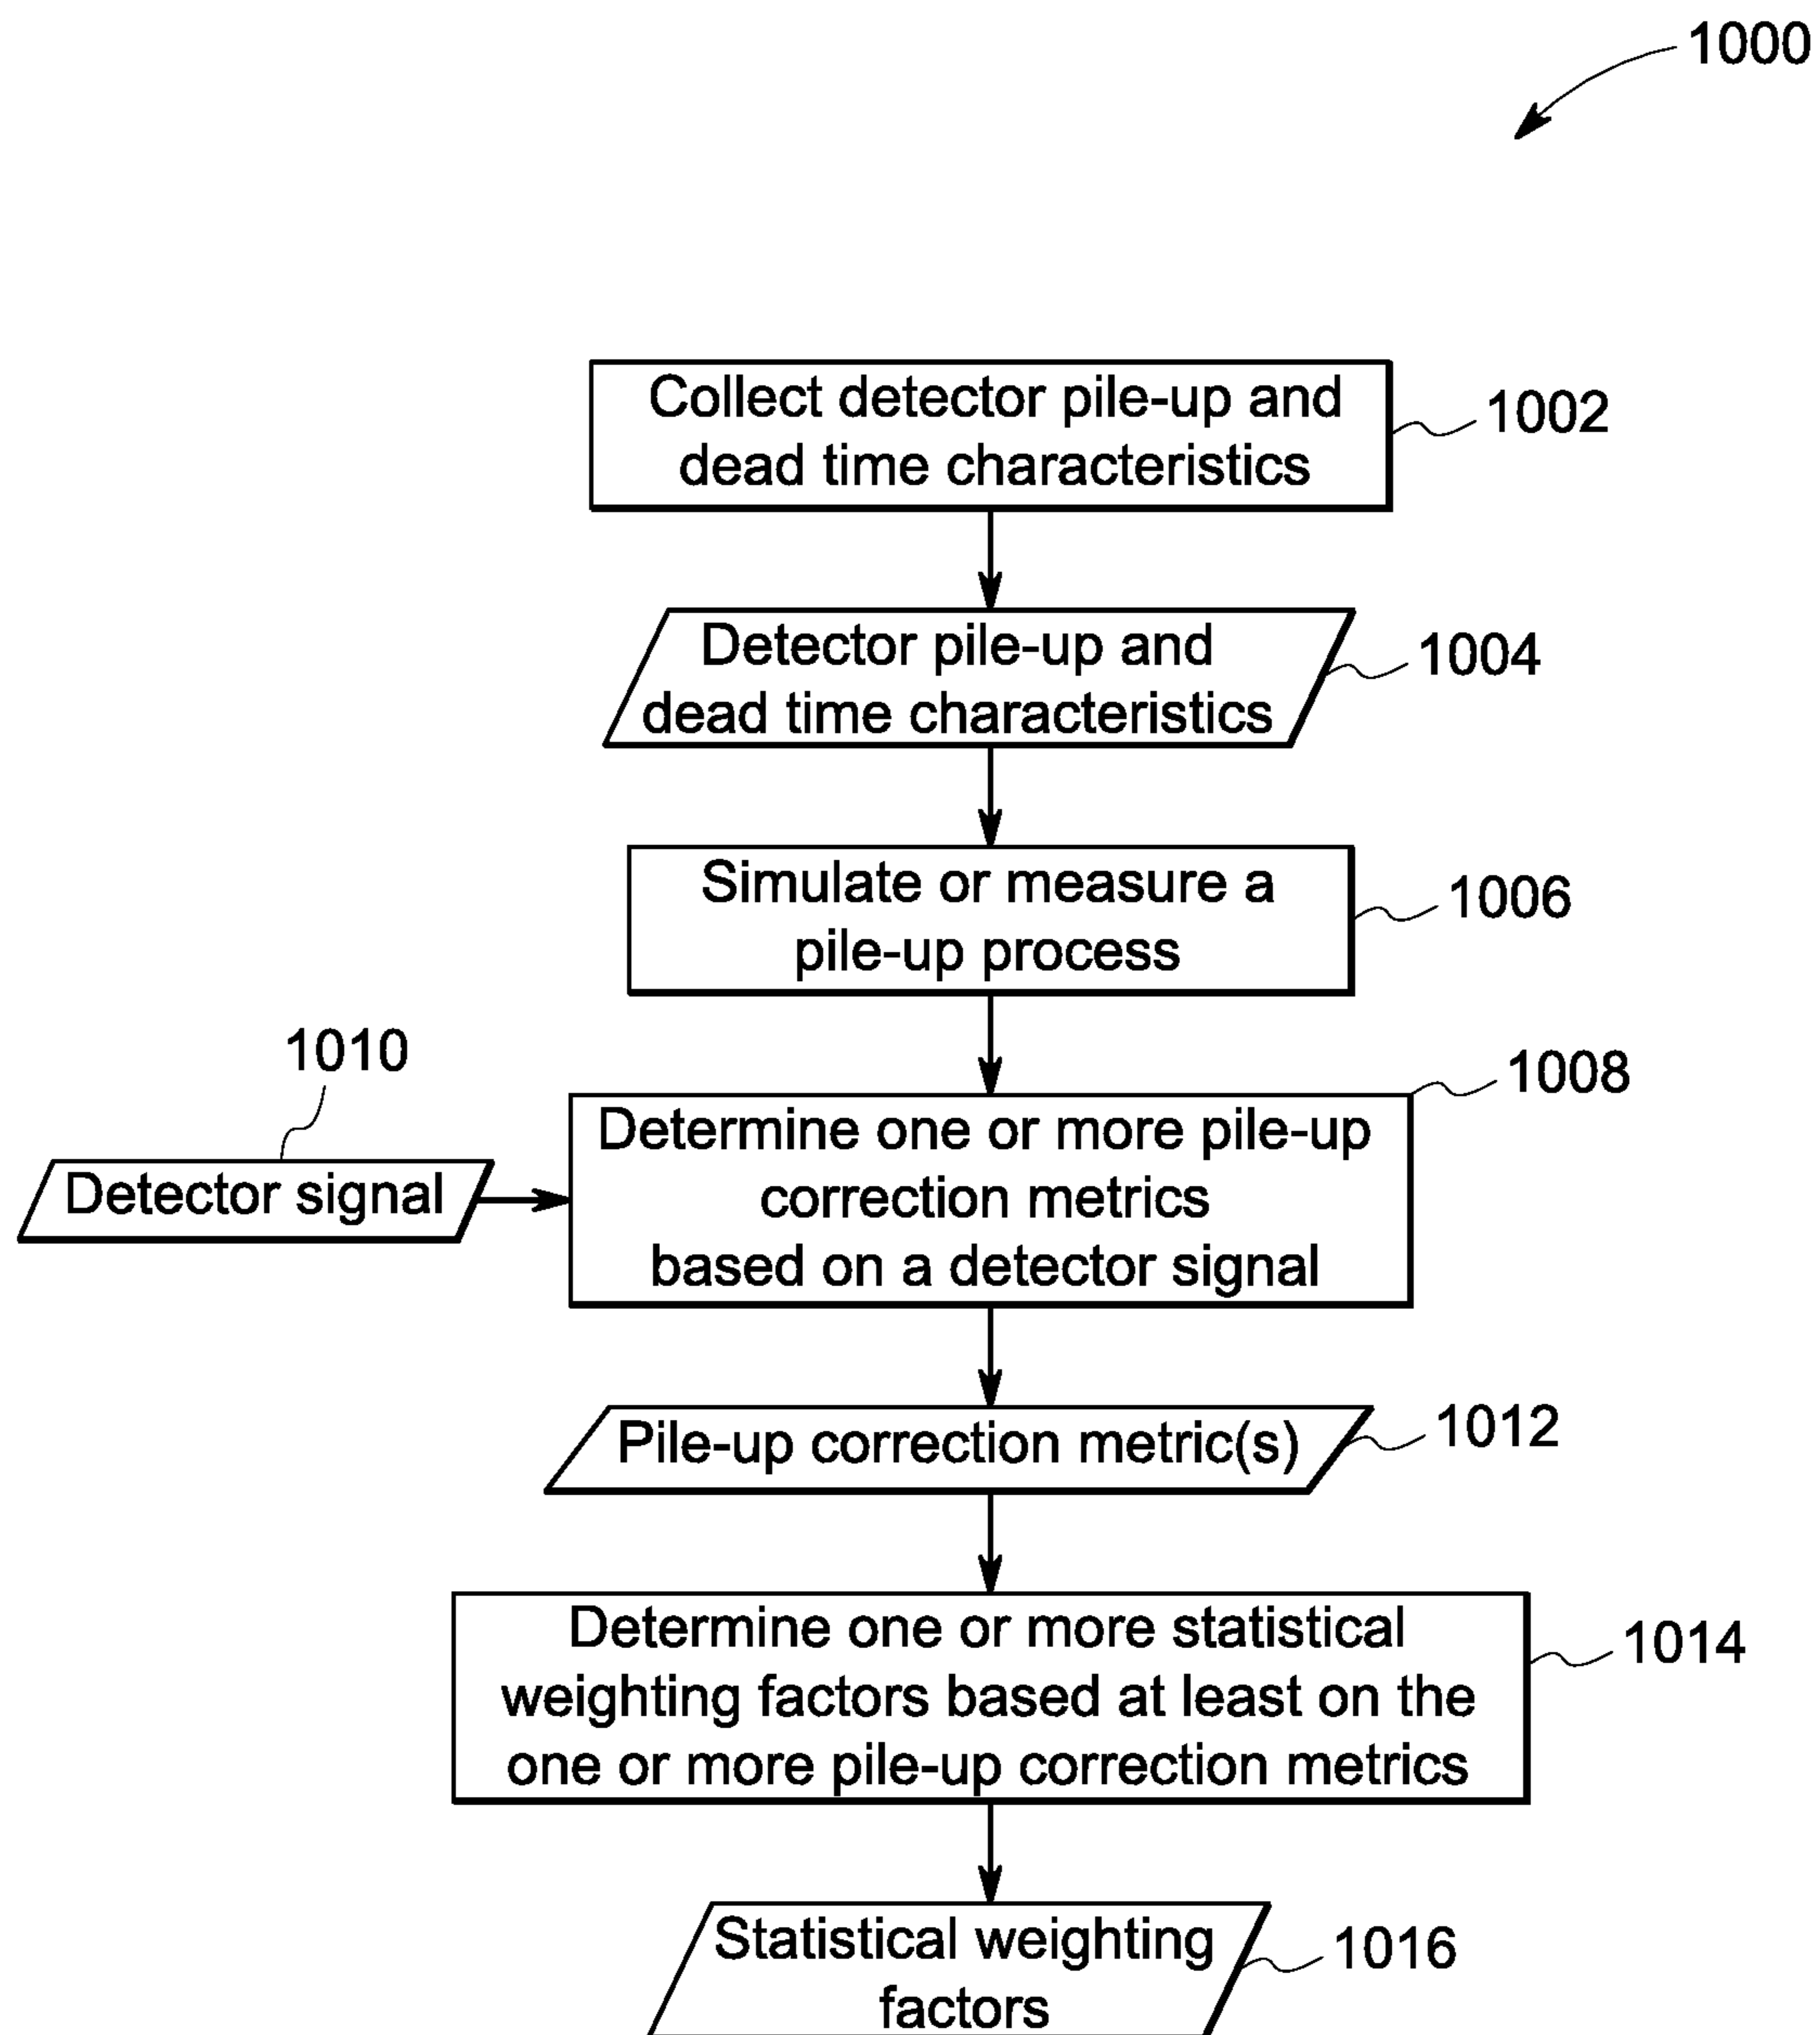 1000
Collect detector pile-up and
dead time characteristics
1002
Detector pile-up and
dead time characteristics
1004
Simulate or measure a
pile-up process
1006
1010
Detector signal
1008
Determine one or more pile-up
correction metrics
based on a detector signal
Pile-up correction metric(s)
1012
Determine one or more statistical
weighting factors based at least on the
one or more pile-up correction metrics
1014
Statistical weighting
factors
1016